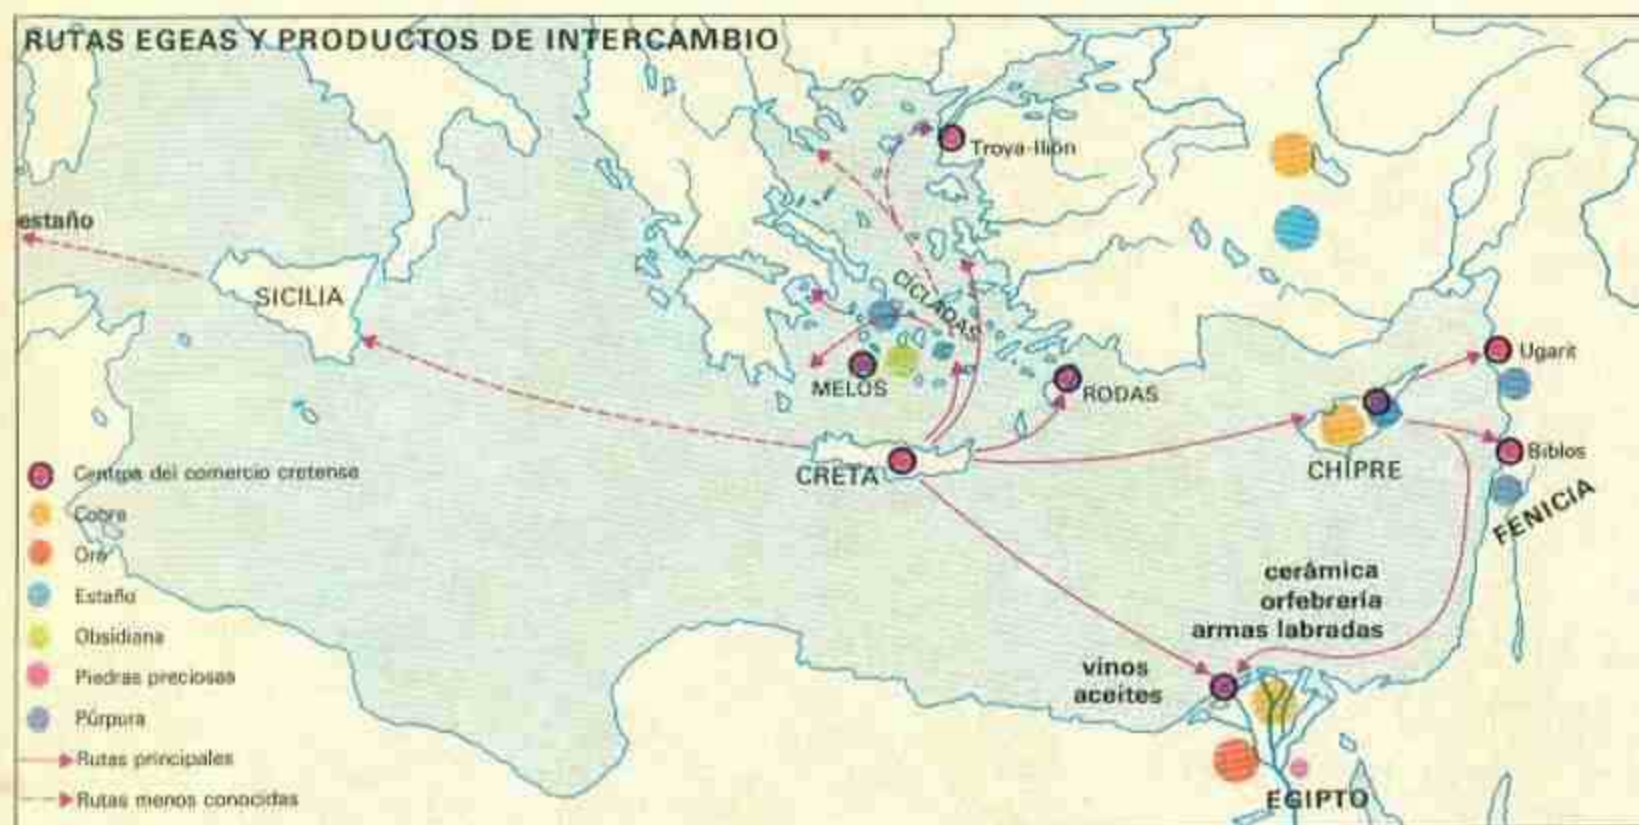 RUTAS EGEAS Y PRODUCTOS DE INTERCAMBIO
Troya-Ilión
estaño
SICILIA
CÍCLADAS
MELOS
RODAS
Ugarit
CRETA
CHIPRE
Biblos
FENICIA
Centros del comercio cretense
Cobre
Oro
Estaño
Obsidiana
Piedras preciosas
Púrpura
Rutas principales
Rutas menos conocidas
cerámica
orfebrería
armas labradas
vinos
aceites
EGIPTO